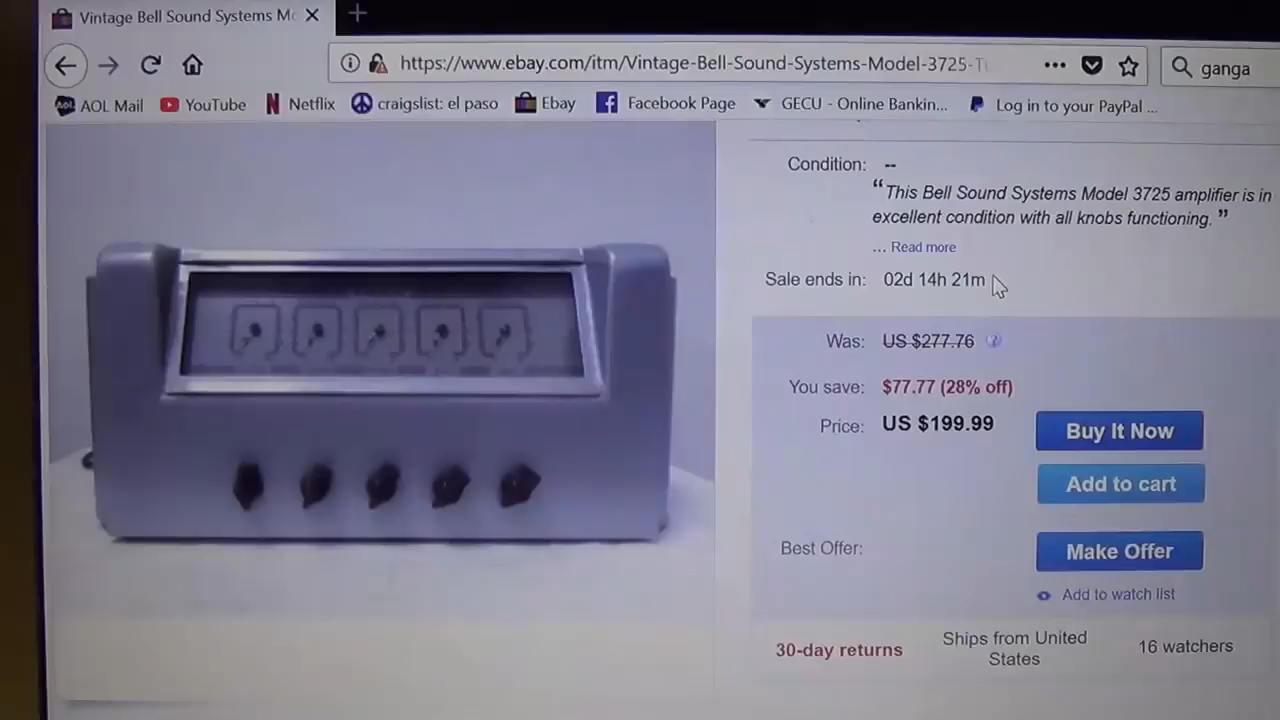 Vintage Bell Sound Systems Mo
https://www.ebay.com/itm/Vintage-Bell-Sound-Systems-Model-3725-T
ganga
AOL Mail YouTube Netflix craigslist: el paso Ebay Facebook Page GECU - Online Bankin... Log in to your PayPal ...
Condition: --
“This Bell Sound Systems Model 3725 amplifier is in
excellent condition with all knobs functioning. ”
... Read more
Sale ends in: 02d 14h 21m
Was: US $277.76
You save: $77.77 (28% off)
Price: US $199.99
Buy It Now
Add to cart
Best Offer:
Make Offer
Add to watch list
30-day returns
Ships from United
States
16 watchers